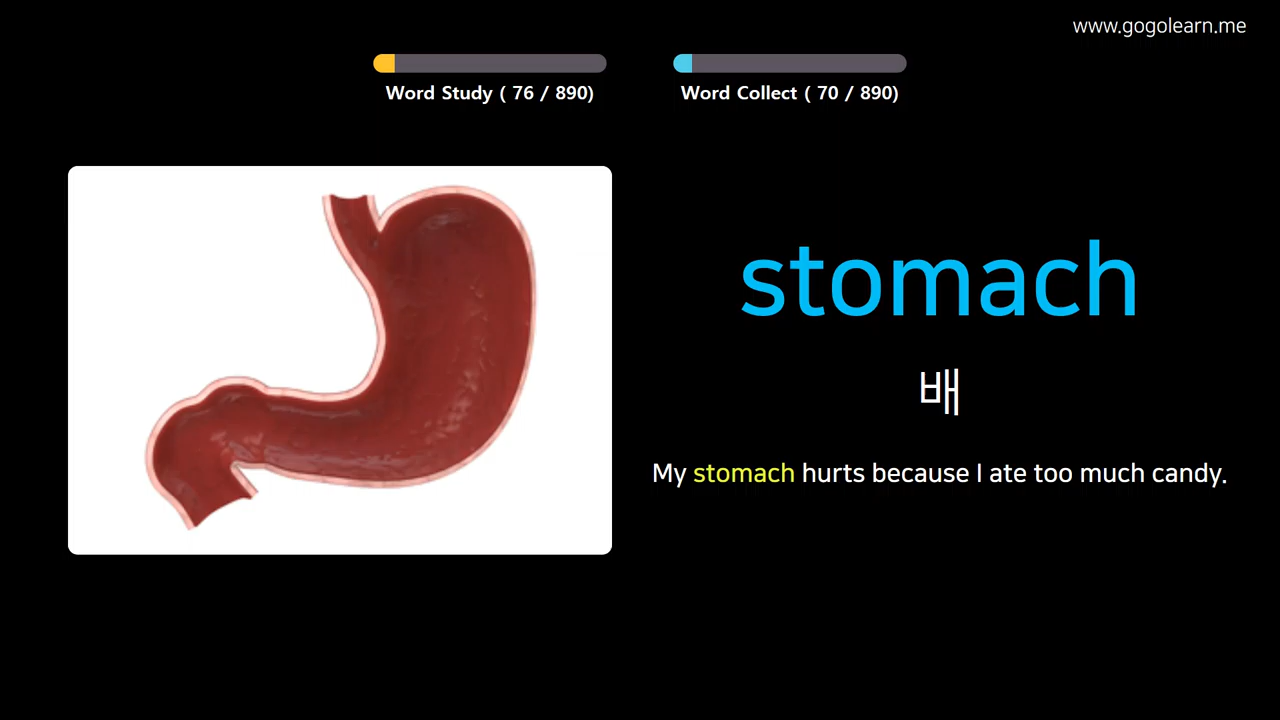 www.gogolearn.me
Word Study ( 76 / 890)
Word Collect ( 70 / 890)
stomach
배
My stomach hurts because I ate too much candy.